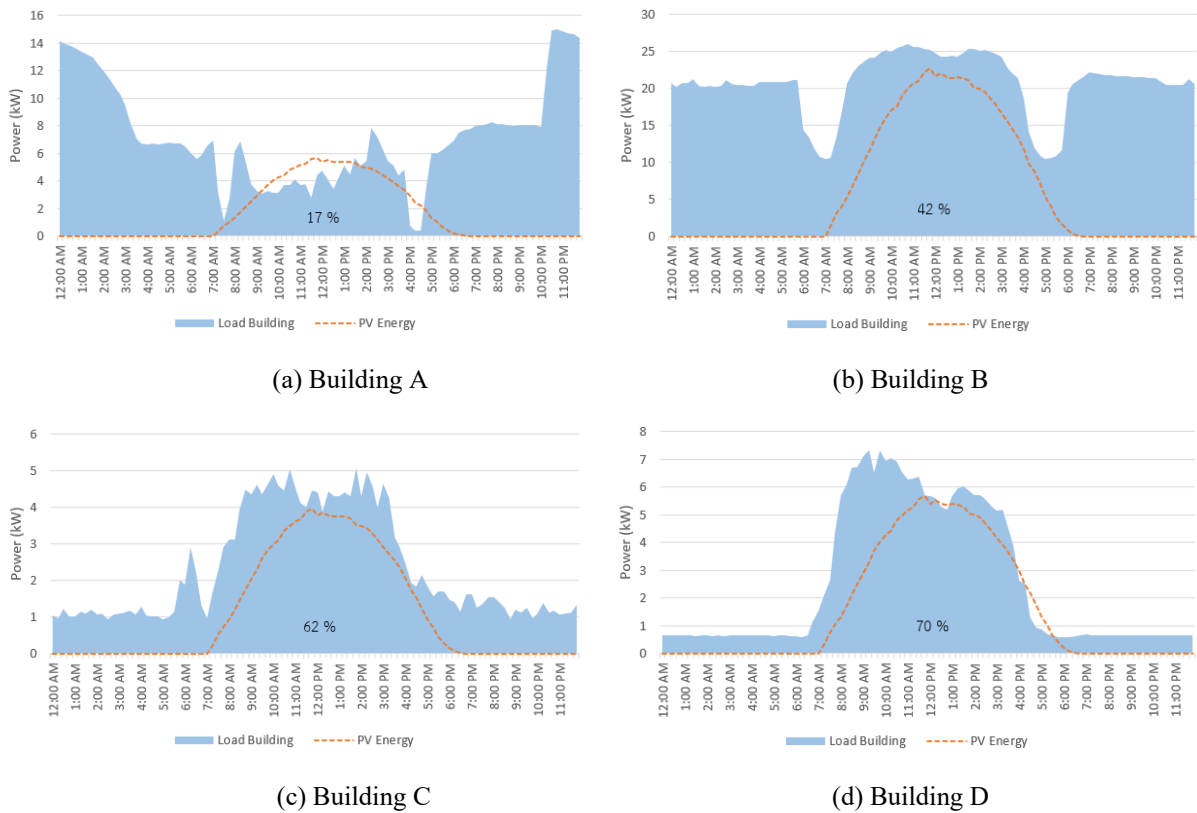 16
14
12
10
8
6
4
2
0
Power (kW)
17 %
12:00 AM
1:00 AM
2:00 AM
3:00 AM
4:00 AM
5:00 AM
6:00 AM
7:00 AM
8:00 AM
9:00 AM
10:00 AM
11:00 AM
12:00 PM
1:00 PM
2:00 PM
3:00 PM
4:00 PM
5:00 PM
6:00 PM
7:00 PM
8:00 PM
9:00 PM
10:00 PM
11:00 PM
Load Building PV Energy
(a) Building A
30
25
20
15
10
5
0
Power (kW)
42 %
12:00 AM
1:00 AM
2:00 AM
3:00 AM
4:00 AM
5:00 AM
6:00 AM
7:00 AM
8:00 AM
9:00 AM
10:00 AM
11:00 AM
12:00 PM
1:00 PM
2:00 PM
3:00 PM
4:00 PM
5:00 PM
6:00 PM
7:00 PM
8:00 PM
9:00 PM
10:00 PM
11:00 PM
Load Building PV Energy
(b) Building B
6
5
4
3
2
1
0
Power (kW)
62 %
12:00 AM
1:00 AM
2:00 AM
3:00 AM
4:00 AM
5:00 AM
6:00 AM
7:00 AM
8:00 AM
9:00 AM
10:00 AM
11:00 AM
12:00 PM
1:00 PM
2:00 PM
3:00 PM
4:00 PM
5:00 PM
6:00 PM
7:00 PM
8:00 PM
9:00 PM
10:00 PM
11:00 PM
Load Building PV Energy
(c) Building C
8
7
6
5
4
3
2
1
0
Power (kW)
70 %
12:00 AM
1:00 AM
2:00 AM
3:00 AM
4:00 AM
5:00 AM
6:00 AM
7:00 AM
8:00 AM
9:00 AM
10:00 AM
11:00 AM
12:00 PM
1:00 PM
2:00 PM
3:00 PM
4:00 PM
5:00 PM
6:00 PM
7:00 PM
8:00 PM
9:00 PM
10:00 PM
11:00 PM
Load Building PV Energy
(d) Building D